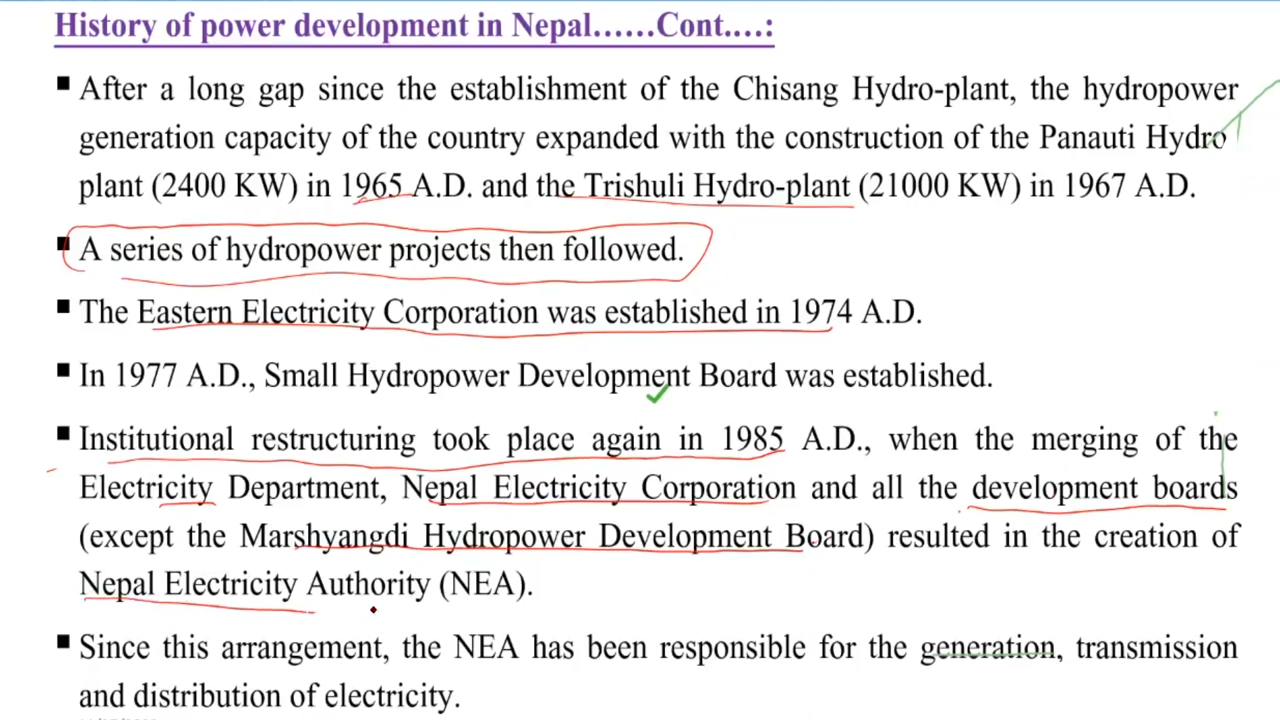 History of power development in Nepal……Cont.…:
▪ After a long gap since the establishment of the Chisang Hydro-plant, the hydropower
generation capacity of the country expanded with the construction of the Panauti Hydro
plant (2400 KW) in 1965 A.D. and the Trishuli Hydro-plant (21000 KW) in 1967 A.D.
▪ A series of hydropower projects then followed.
▪ The Eastern Electricity Corporation was established in 1974 A.D.
▪ In 1977 A.D., Small Hydropower Development Board was established.
▪ Institutional restructuring took place again in 1985 A.D., when the merging of the
Electricity Department, Nepal Electricity Corporation and all the development boards
(except the Marshyangdi Hydropower Development Board) resulted in the creation of
Nepal Electricity Authority (NEA).
▪ Since this arrangement, the NEA has been responsible for the generation, transmission
and distribution of electricity.